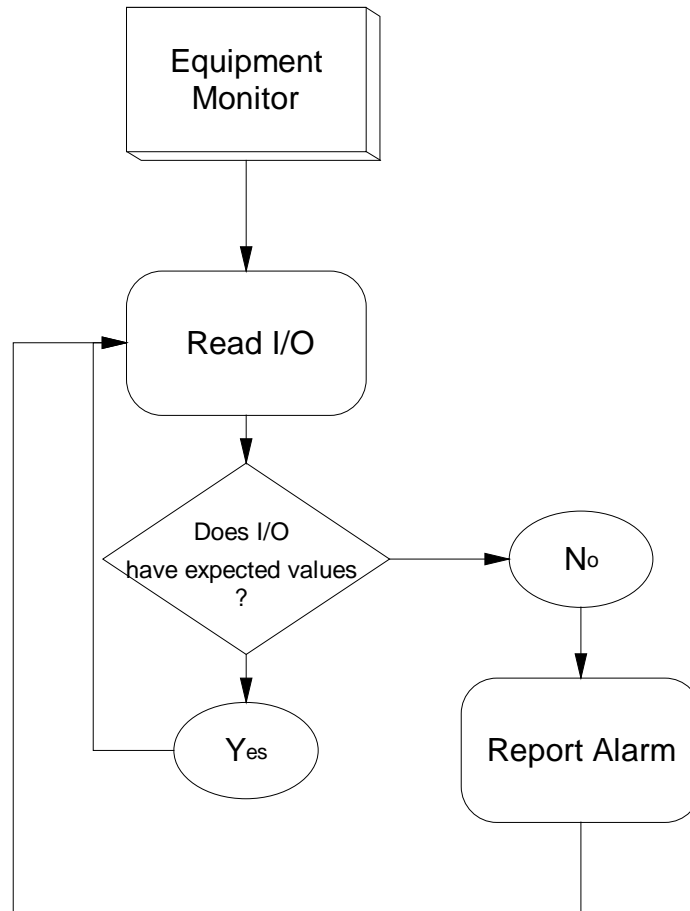 Equipment
Monitor
Read I/O
Does I/O
have expected values
?
No
Yes
Report Alarm